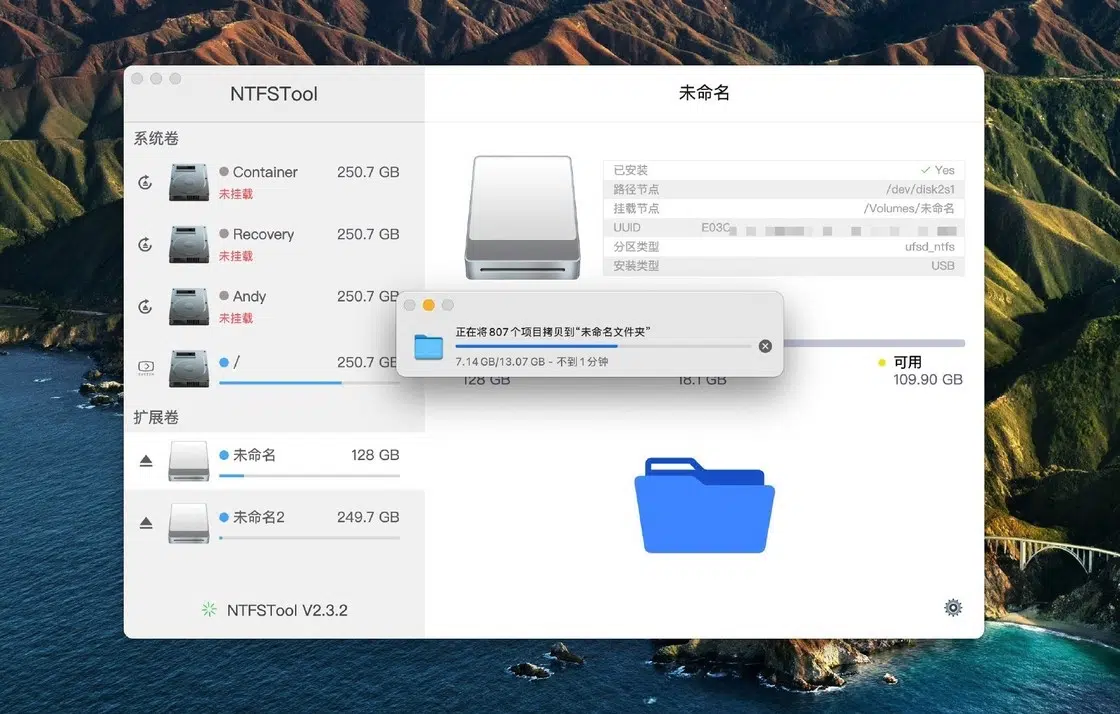 NTFSTool
系统卷
Container 250.7 GB
未挂载
Recovery 250.7 GB
未挂载
Andy 250.7 GB
未挂载
/ 250.7 GB
扩展卷
未命名 128 GB
未命名2 249.7 GB
NTFSTool V2.3.2
未命名
已安装 Yes
路径节点 /dev/disk2s1
挂载节点 /Volumes/未命名
UUID E03C
分区类型 ufsd_ntfs
安装类型 USB
正在将807个项目拷贝到“未命名文件夹”
7.14 GB/13.07 GB - 不到1分钟
可用
128 GB 18.1 GB 109.90 GB